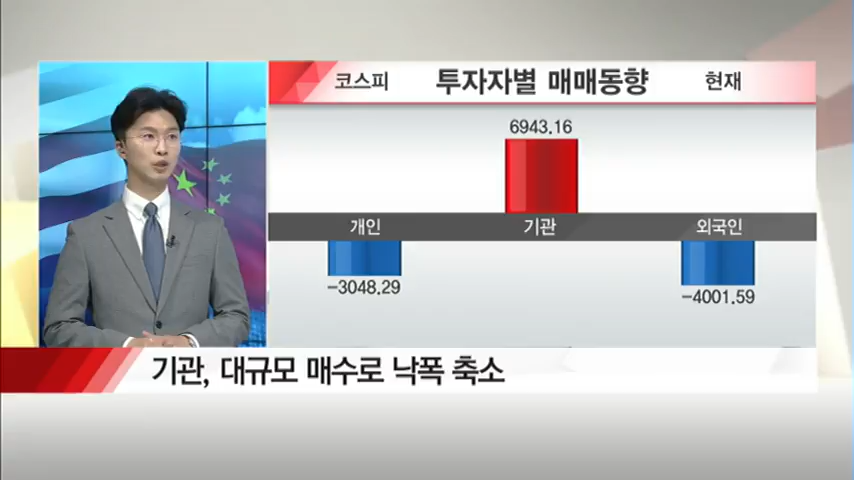 코스피 투자자별 매매동향 현재
6943.16
개인 기관 외국인
-3048.29
-4001.59
기관, 대규모 매수로 낙폭 축소